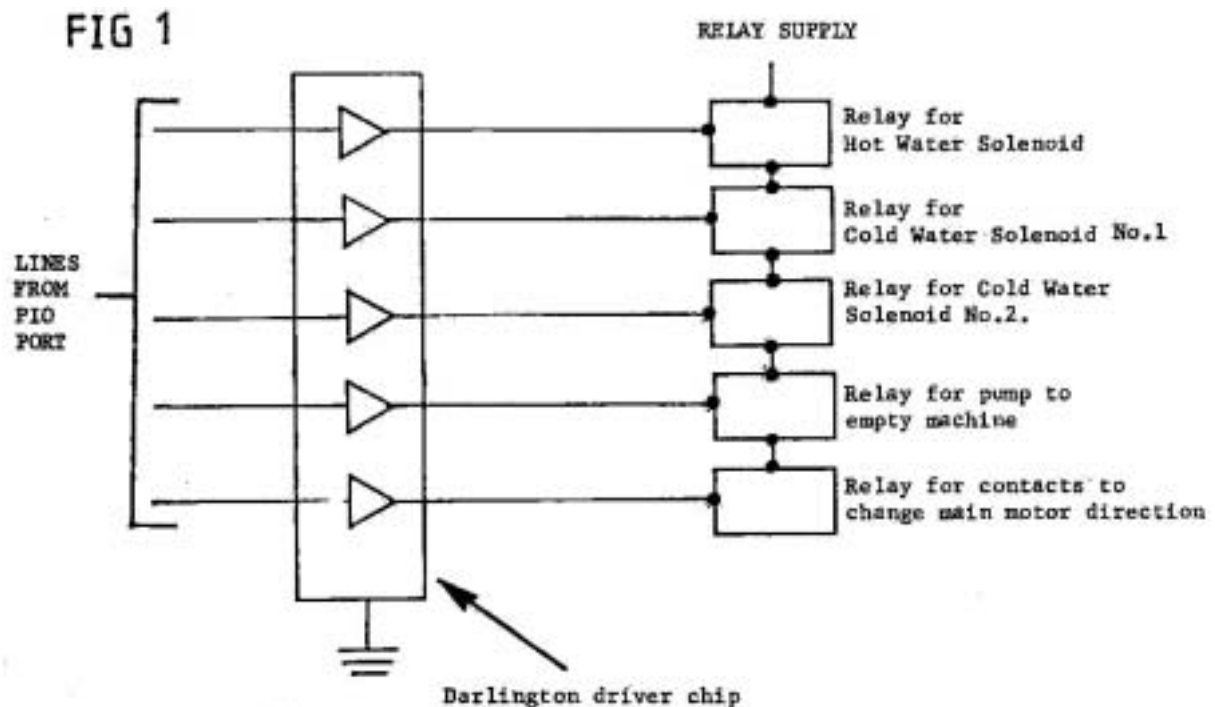 FIG 1
RELAY SUPPLY
Relay for
Hot Water Solenoid
Relay for
Cold Water Solenoid No.1
LINES
FROM
PIO
PORT
Relay for Cold Water
Solenoid No.2.
Relay for pump to
empty machine
Relay for contacts to
change main motor direction
Darlington driver chip